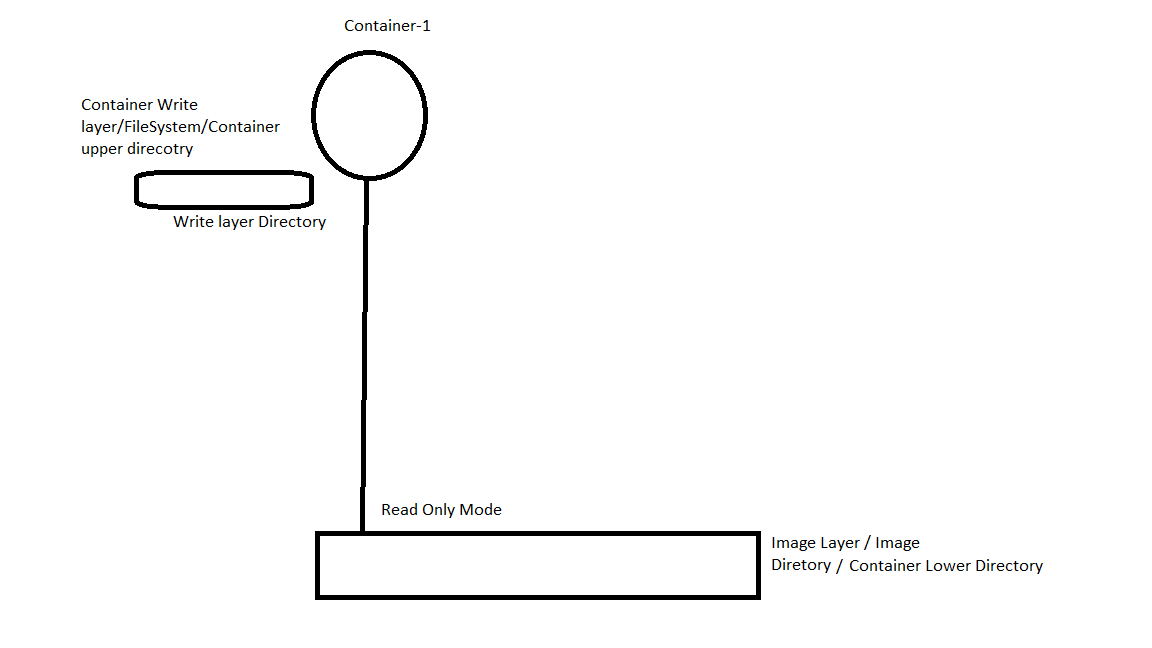 Container-1
Container Write
layer/FileSystem/Container
upper direcotry
Write layer Directory
Read Only Mode
Image Layer / Image
Diretory / Container Lower Directory